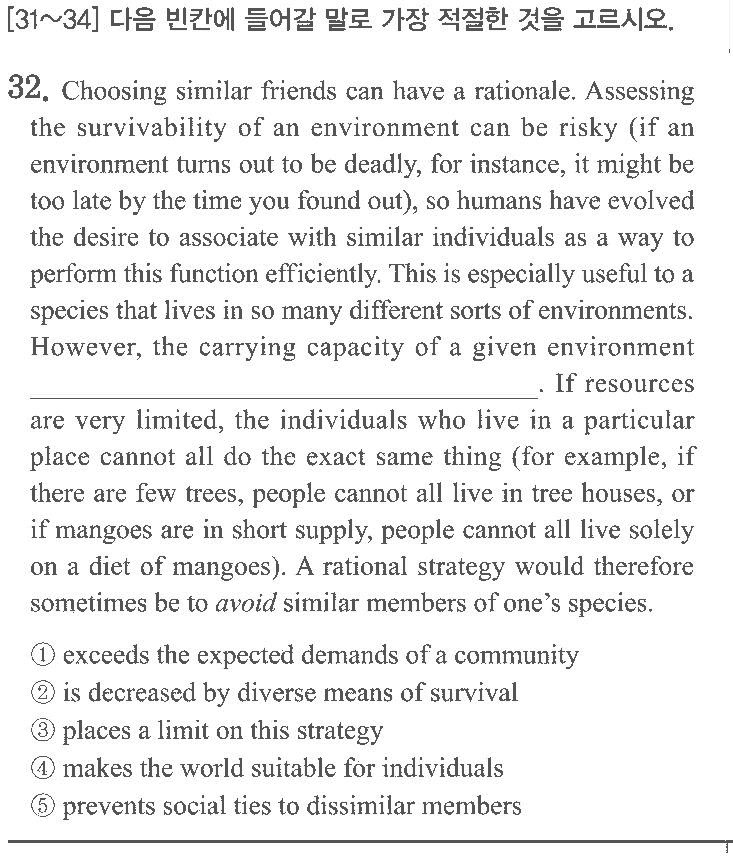 [31~34] 다음 빈칸에 들어갈 말로 가장 적절한 것을 고르시오.
32. Choosing similar friends can have a rationale. Assessing
the survivability of an environment can be risky (if an
environment turns out to be deadly, for instance, it might be
too late by the time you found out), so humans have evolved
the desire to associate with similar individuals as a way to
perform this function efficiently. This is especially useful to a
species that lives in so many different sorts of environments.
However, the carrying capacity of a given environment
____________________. If resources
are very limited, the individuals who live in a particular
place cannot all do the exact same thing (for example, if
there are few trees, people cannot all live in tree houses, or
if mangoes are in short supply, people cannot all live solely
on a diet of mangoes). A rational strategy would therefore
sometimes be to avoid similar members of one's species.
① exceeds the expected demands of a community
② is decreased by diverse means of survival
③ places a limit on this strategy
④ makes the world suitable for individuals
⑤ prevents social ties to dissimilar members